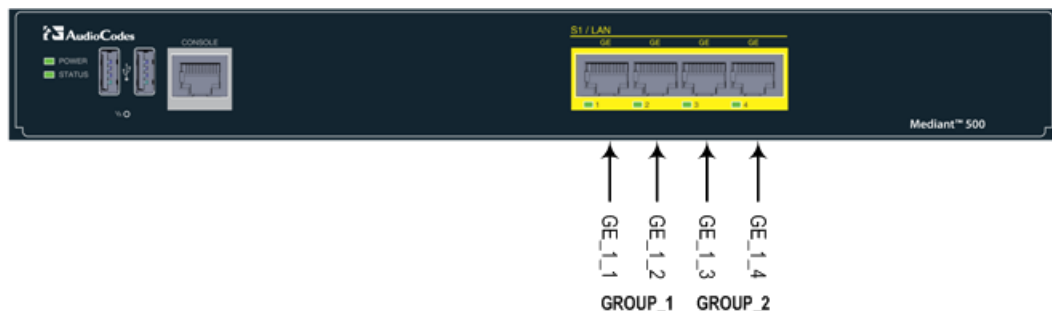 AudioCodes
CONSOLE
POWER
STATUS
S1 / LAN
GE GE GE GE
1 2 3 4
Mediant™ 500
GE_1_1
GE_1_2
GE_1_3
GE_1_4
GROUP_1 GROUP_2